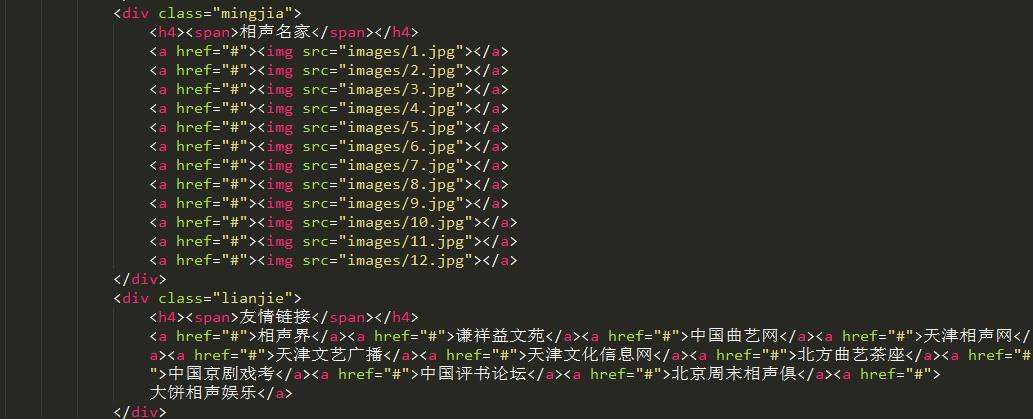 <div class="mingjia">
<h4><span>相声名家</span></h4>
<a href="#"><img src="images/1.jpg"></a>
<a href="#"><img src="images/2.jpg"></a>
<a href="#"><img src="images/3.jpg"></a>
<a href="#"><img src="images/4.jpg"></a>
<a href="#"><img src="images/5.jpg"></a>
<a href="#"><img src="images/6.jpg"></a>
<a href="#"><img src="images/7.jpg"></a>
<a href="#"><img src="images/8.jpg"></a>
<a href="#"><img src="images/9.jpg"></a>
<a href="#"><img src="images/10.jpg"></a>
<a href="#"><img src="images/11.jpg"></a>
<a href="#"><img src="images/12.jpg"></a>
</div>
<div class="lianjie">
<h4><span>友情链接</span></h4>
<a href="#">相声界</a><a href="#">谦祥益文苑</a><a href="#">中国曲艺网</a><a href="#">天津相声网</
a><a href="#">天津文艺广播</a><a href="#">天津文化信息网</a><a href="#">北方曲艺茶座</a><a href="#
">中国京剧戏考</a><a href="#">中国评书论坛</a><a href="#">北京周末相声俱</a><a href="#">
大饼相声娱乐</a>
</div>